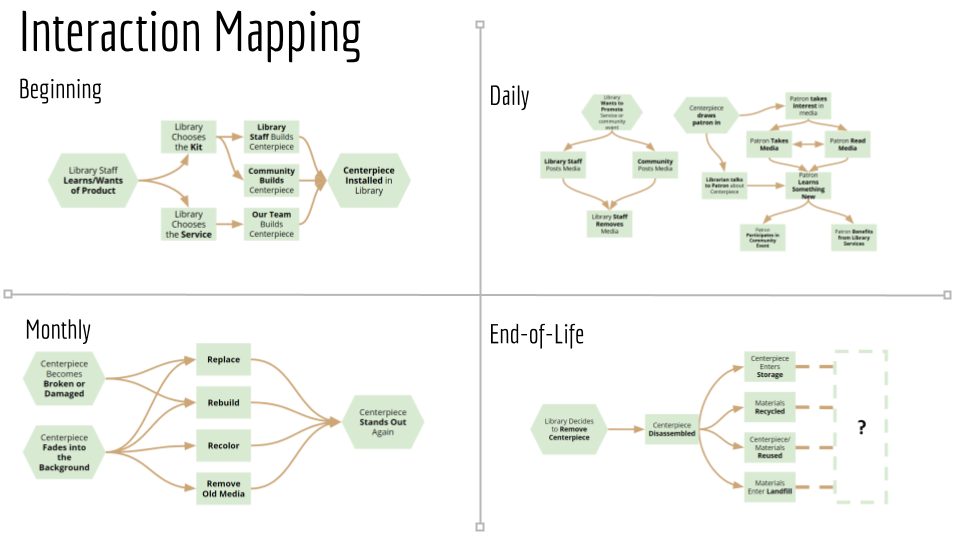 Interaction Mapping
Beginning
Library Staff
Learns/Wants
of Product
Library
Chooses
the Kit
Library
Chooses
the Service
Library
Staff Builds
Centerpiece
Community
Builds
Centerpiece
Our Team
Builds
Centerpiece
Centerpiece
Installed in
Library
Daily
Library
Wants to
Promote
Service or
community
event
Library Staff
Posts Media
Community
Posts Media
Library Staff
Removes
Media
Centerpiece
draws
patron in
Patron takes
interest in
media
Patron Takes
Media
Patron Read
Media
Librarian talks
to Patron about
Centerpiece
Patron
Learns
Something
New
Patron
Participates in
Community
Event
Patron Benefits
from Library
Services
Monthly
Centerpiece
Becomes
Broken or
Damaged
Centerpiece
Fades into
the
Background
Replace
Rebuild
Recolor
Remove
Old Media
Centerpiece
Stands Out
Again
End-of-Life
Library Decides
to Remove
Centerpiece
Centerpiece
Disassembled
Centerpiece
Enters
Storage
Materials
Recycled
Centerpiece/
Materials
Reused
Materials
Enter Landfill
?